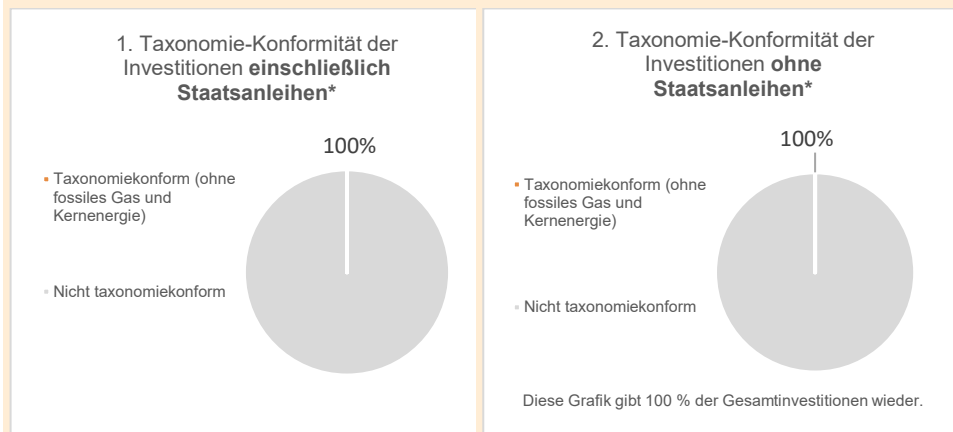 1. Taxonomie-Konformität der
Investitionen einschließlich
Staatsanleihen*
100%
Taxonomiekonform (ohne
fossiles Gas und
Kernenergie)
Nicht taxonomiekonform
2. Taxonomie-Konformität der
Investitionen ohne
Staatsanleihen*
100%
Taxonomiekonform (ohne
fossiles Gas und
Kernenergie)
Nicht taxonomiekonform
Diese Grafik gibt 100 % der Gesamtinvestitionen wieder.